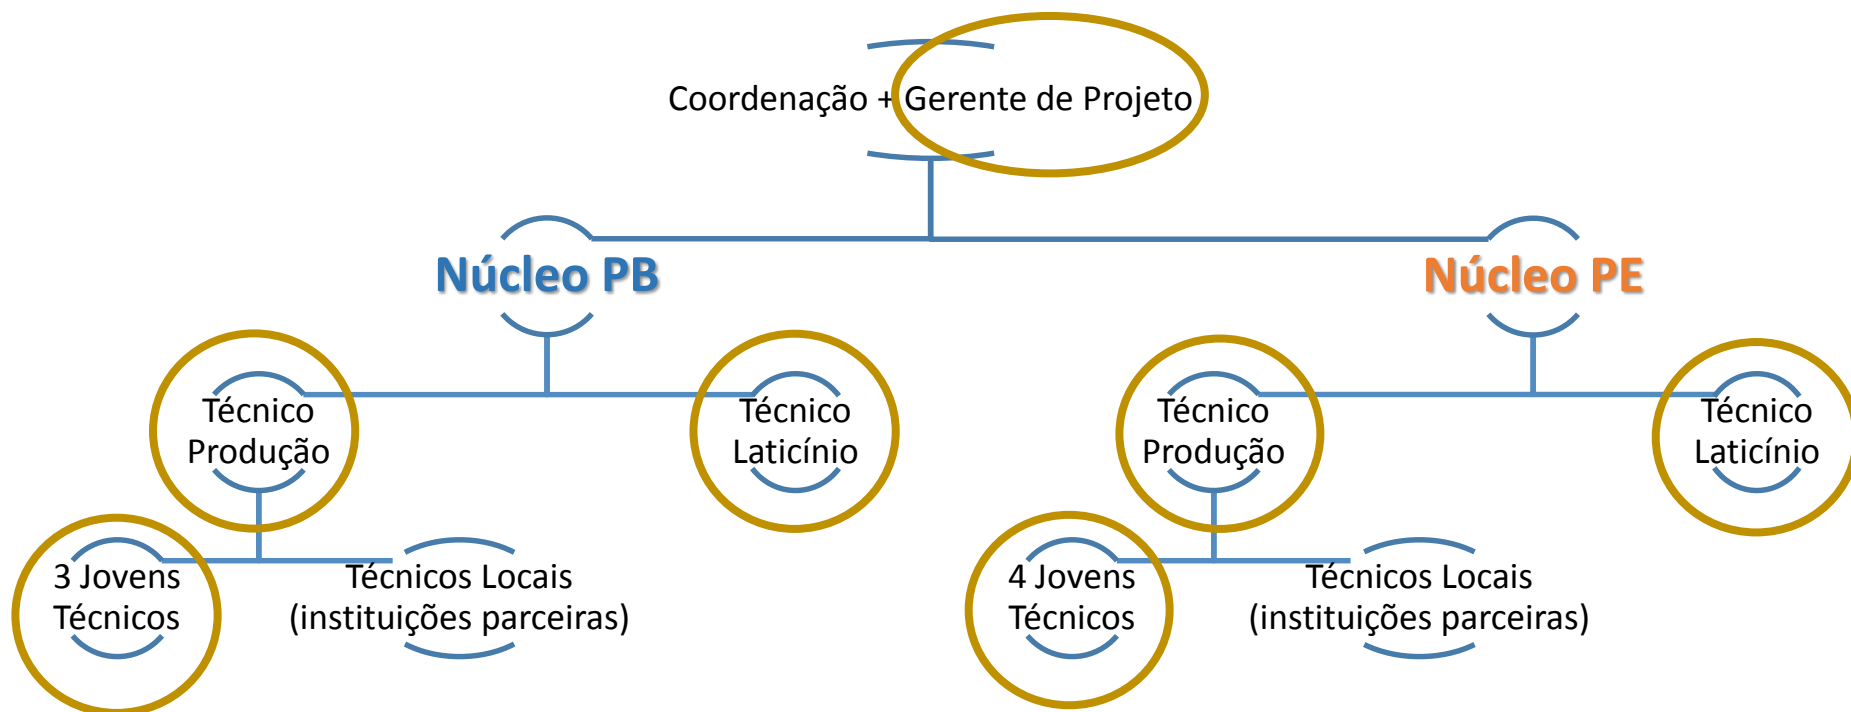 Coordenação + Gerente de Projeto
Núcleo PB
Núcleo PE
Técnico
Produção
Técnico
Laticínio
Técnico
Produção
Técnico
Laticínio
3 Jovens
Técnicos
Técnicos Locais
(instituições parceiras)
4 Jovens
Técnicos
Técnicos Locais
(instituições parceiras)